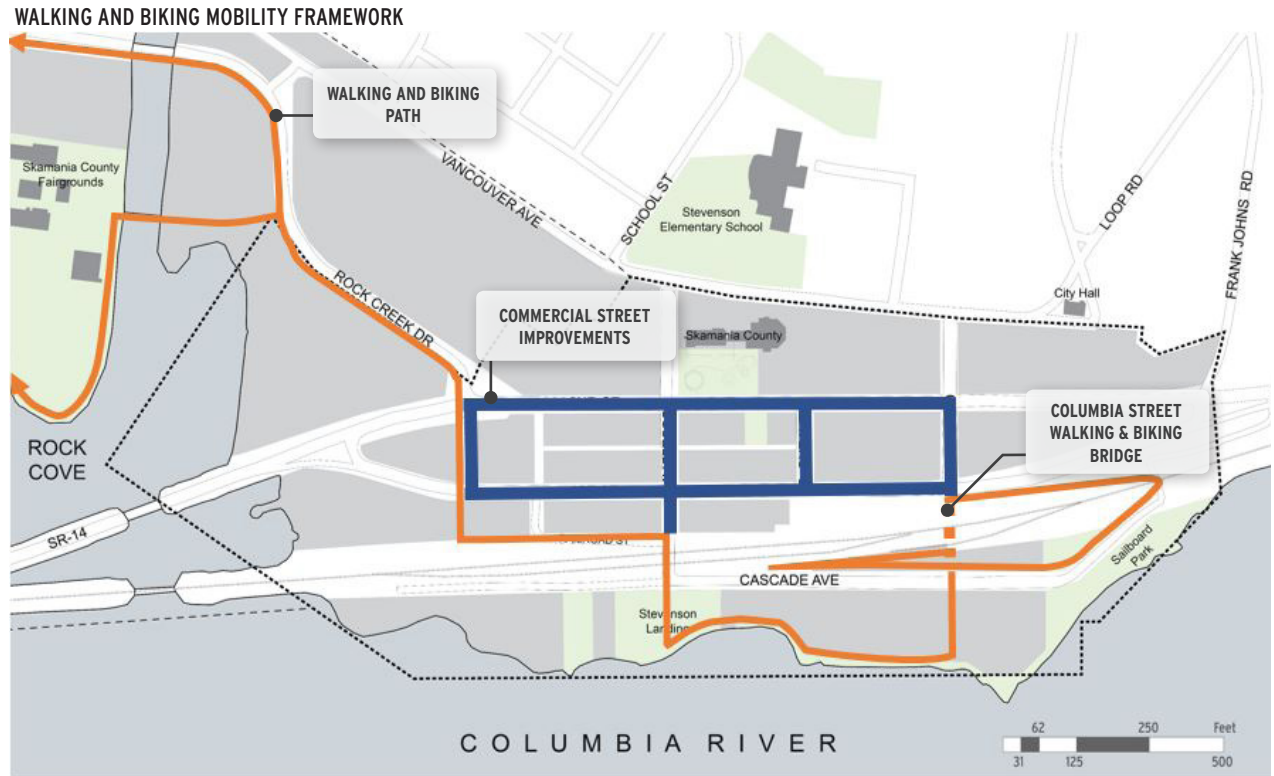 WALKING AND BIKING MOBILITY FRAMEWORK
WALKING AND BIKING
PATH
Skamania County
Fairgrounds
VANCOUVER AVE
SCHOOL ST
Stevenson
Elementary School
LOOP RD
FRANK JOHNS RD
City Hall
ROCK CREEK DR
COMMERCIAL STREET
IMPROVEMENTS
Skamania County
COLUMBIA STREET
WALKING & BIKING
BRIDGE
ROCK
COVE
SR-14
CASCADE AVE
Sailboard
Park
Stevenson
Landing
COLUMBIA RIVER
62 250 Feet
31 125 500